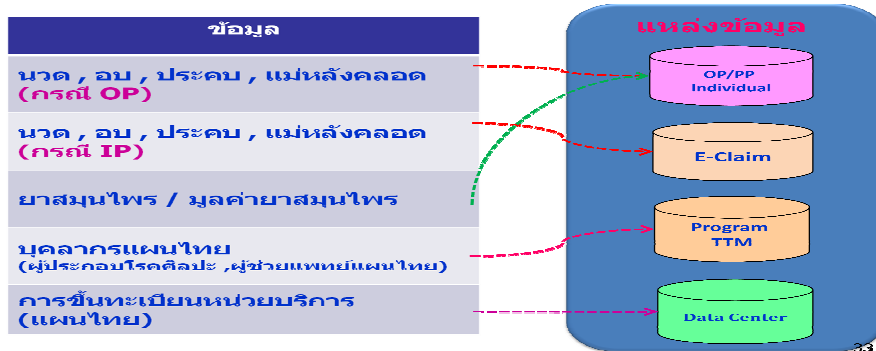 ข้อมูล
แหล่งข้อมูล
นวด , อบ , ประคบ , แม่หลังคลอด
(กรณี OP)
OP/PP
Individual
นวด , อบ , ประคบ , แม่หลังคลอด
(กรณี IP)
E-Claim
ยาสมุนไพร / มูลค่ายาสมุนไพร
Program
TTM
บุคลากรแผนไทย
(ผู้ประกอบโรคศิลปะ ,ผู้ช่วยแพทย์แผนไทย)
การขึ้นทะเบียนหน่วยบริการ
(แผนไทย)
Data Center
33